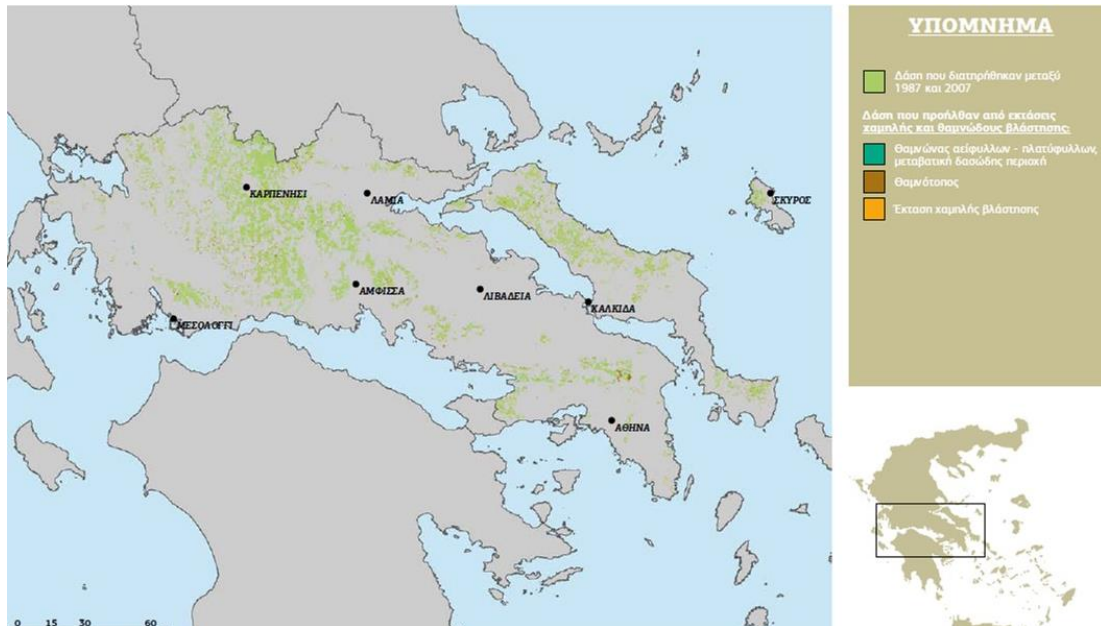 ΥΠΟΜΝΗΜΑ
Δάση που διατηρήθηκαν μεταξύ
1987 και 2007
Δάση που προήλθαν από εκτάσεις
χαμηλής και θαμνώδους βλάστησης:
Θαμνώνας αείφυλλων - πλατύφυλλων,
μεταβατική δασώδης περιοχή
Θαμνότοπος
Έκταση χαμηλής βλάστησης
ΚΑΡΠΕΝΗΣΙ
ΛΑΜΙΑ
ΣΚΥΡΟΣ
ΑΜΦΙΣΣΑ
ΛΙΒΑΔΕΙΑ
ΧΑΛΚΙΔΑ
ΜΕΣΟΛΟΓΓΙ
ΑΘΗΝΑ
0 15 30 60